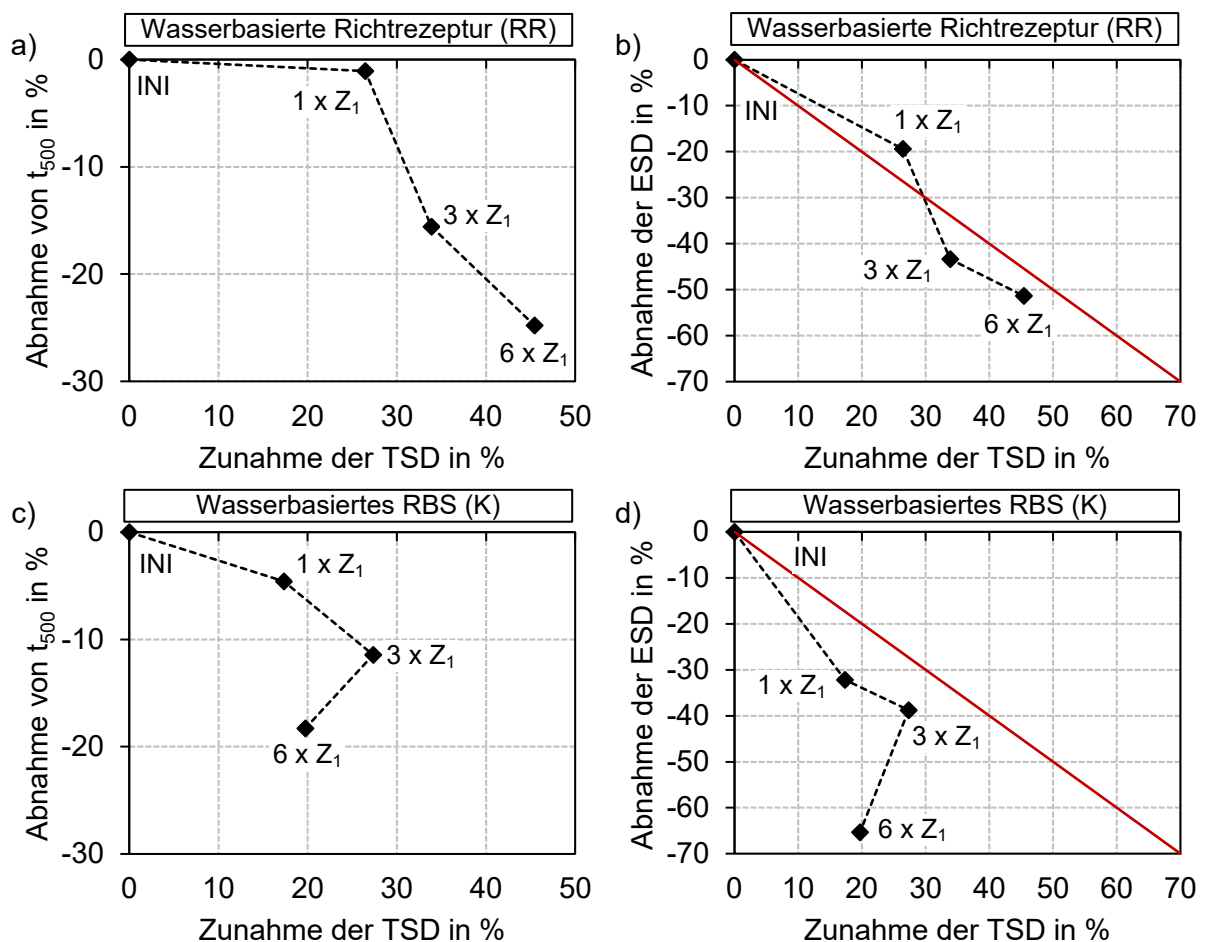 a)
Wasserbasierte Richtrezeptur (RR)
Abnahme von t₅₀₀ in %
0
-10
-20
-30
INI
1 x Z₁
3 x Z₁
6 x Z₁
0 10 20 30 40 50
Zunahme der TSD in %
b)
Wasserbasierte Richtrezeptur (RR)
Abnahme der ESD in %
0
-10
-20
-30
-40
-50
-60
-70
INI
1 x Z₁
3 x Z₁
6 x Z₁
0 10 20 30 40 50 60 70
Zunahme der TSD in %
c)
Wasserbasiertes RBS (K)
Abnahme von t₅₀₀ in %
0
-10
-20
-30
INI
1 x Z₁
3 x Z₁
6 x Z₁
0 10 20 30 40 50
Zunahme der TSD in %
d)
Wasserbasiertes RBS (K)
Abnahme der ESD in %
0
-10
-20
-30
-40
-50
-60
-70
INI
1 x Z₁
3 x Z₁
6 x Z₁
0 10 20 30 40 50 60 70
Zunahme der TSD in %